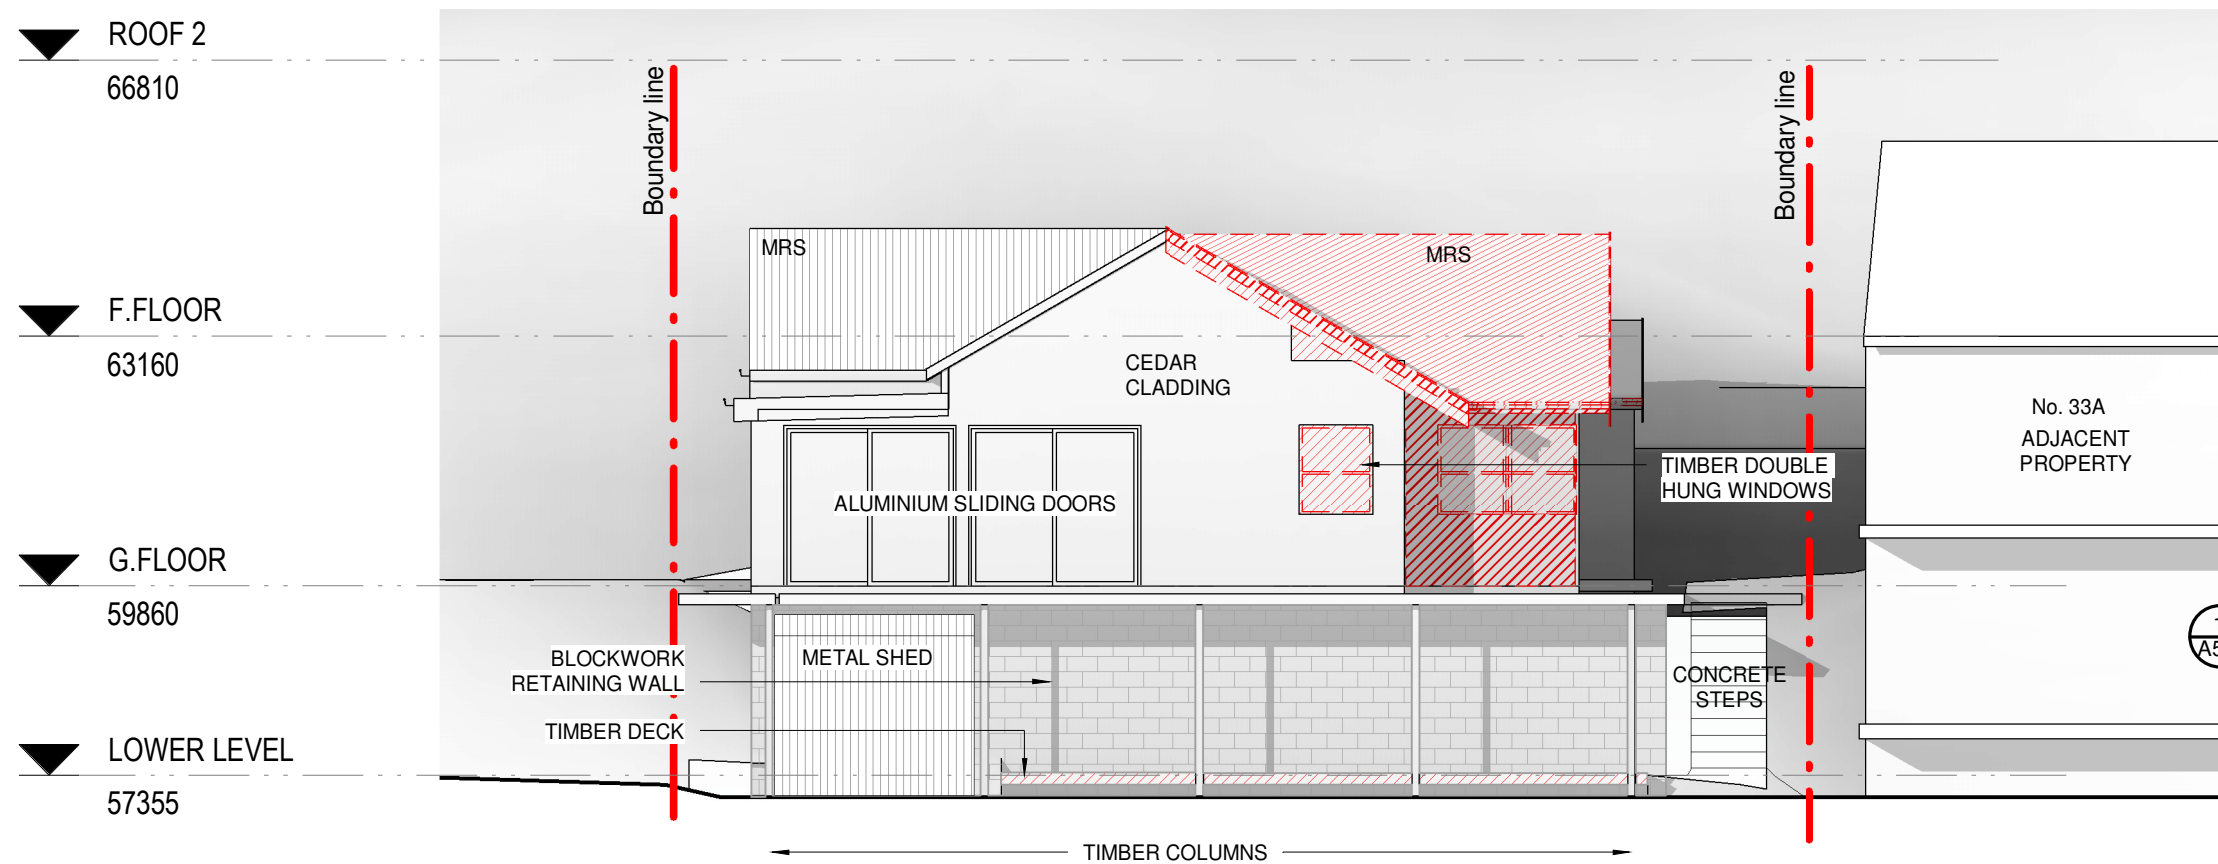 ROOF 2
66810
Boundary line
Boundary line
MRS
MRS
F.FLOOR
63160
CEDAR
CLADDING
No. 33A
ADJACENT
PROPERTY
TIMBER DOUBLE
HUNG WINDOWS
ALUMINIUM SLIDING DOORS
G.FLOOR
59860
BLOCKWORK
RETAINING WALL
METAL SHED
CONCRETE
STEPS
TIMBER DECK
LOWER LEVEL
57355
TIMBER COLUMNS